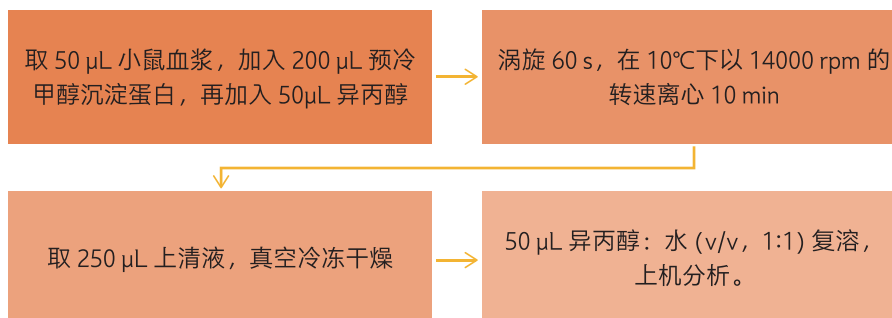 取 50 μL 小鼠血浆，加入 200 μL 预冷
甲醇沉淀蛋白，再加入 50μL 异丙醇
涡旋 60 s，在 10℃下以 14000 rpm 的
转速离心 10 min
取 250 μL 上清液，真空冷冻干燥
50 μL 异丙醇：水 (v/v，1:1) 复溶，
上机分析。